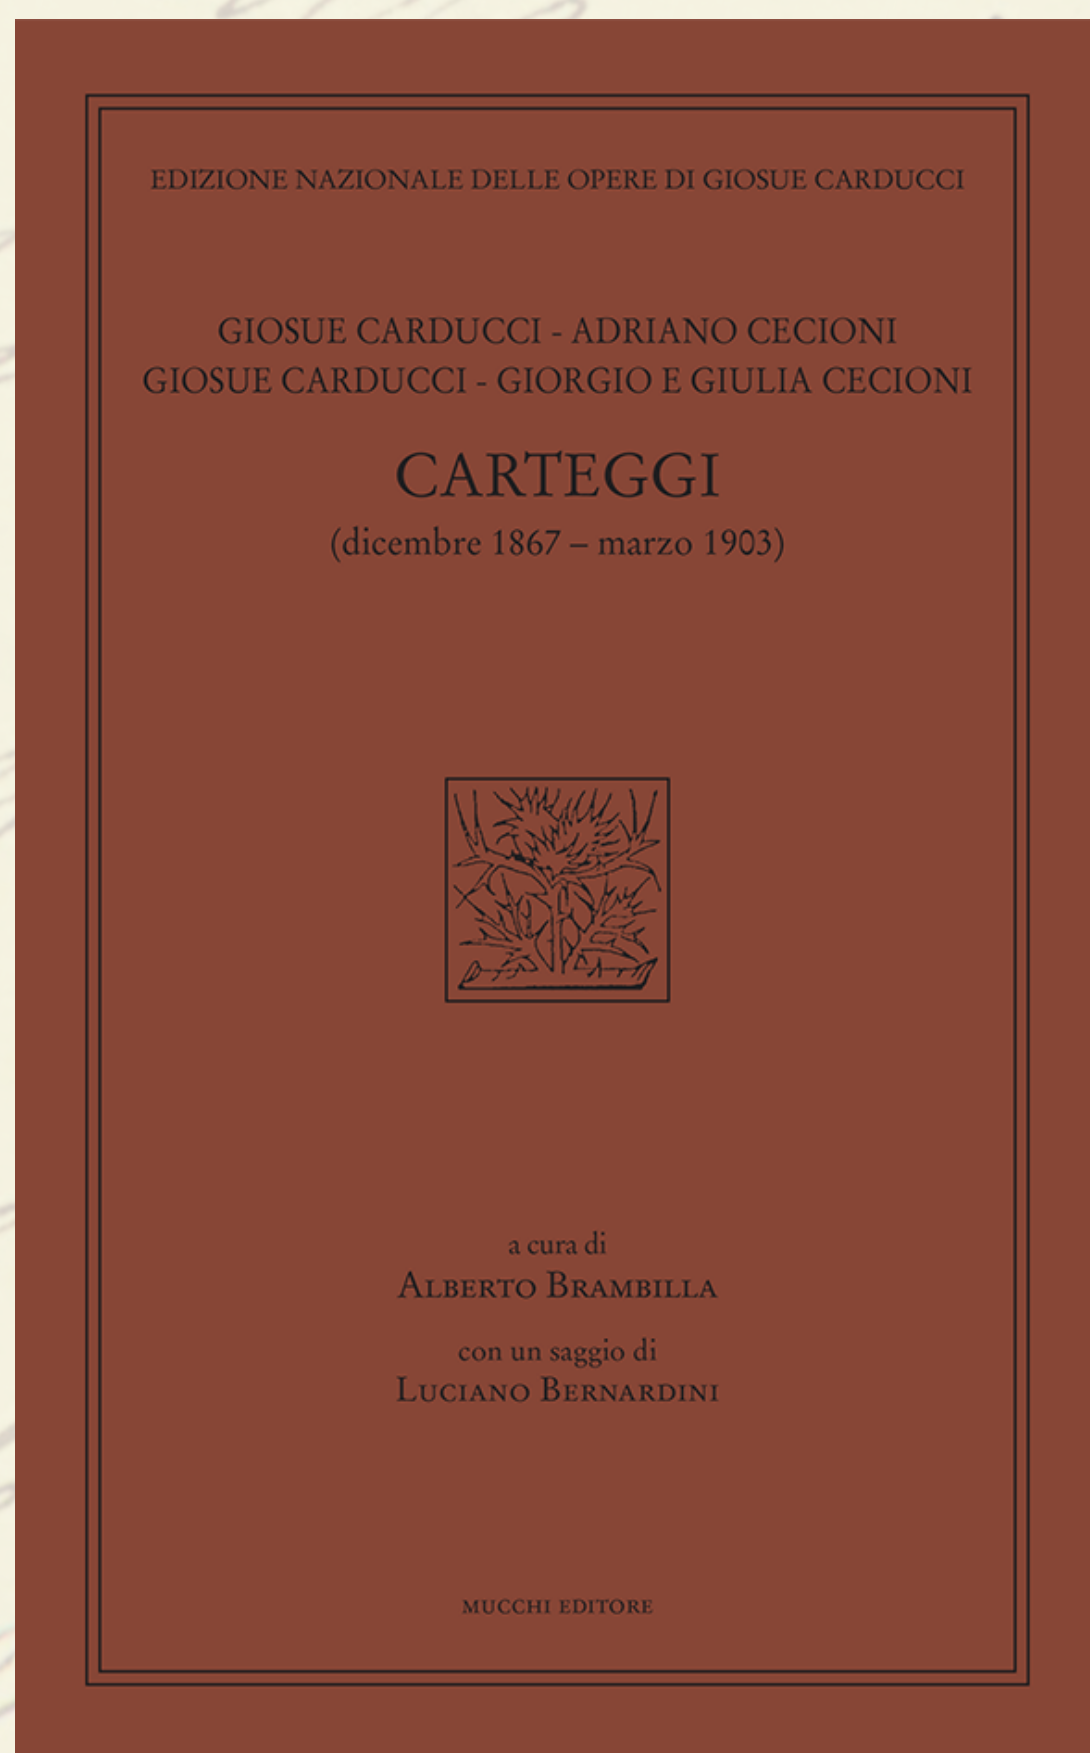 EDIZIONE NAZIONALE DELLE OPERE DI GIOSUE CARDUCCI
GIOSUE CARDUCCI - ADRIANO CECIONI
GIOSUE CARDUCCI - GIORGIO E GIULIA CECIONI
CARTEGGI
(dicembre 1867 – marzo 1903)
a cura di
Alberto Brambilla
con un saggio di
Luciano Bernardini
MUCCHI EDITORE